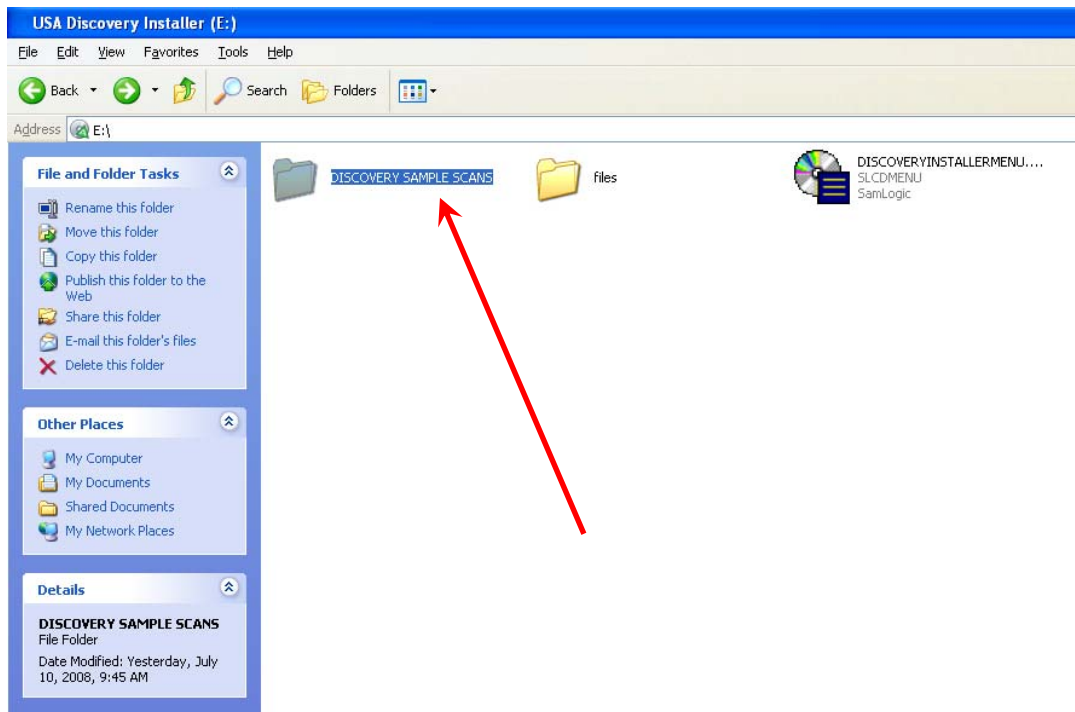 USA Discovery Installer (E:)
File Edit View Favorites Tools Help
Back Search Folders
Address E:\
File and Folder Tasks
Rename this folder
Move this folder
Copy this folder
Publish this folder to the
Web
Share this folder
E-mail this folder's files
Delete this folder
Other Places
My Computer
My Documents
Shared Documents
My Network Places
Details
DISCOVERY SAMPLE SCANS
File Folder
Date Modified: Yesterday, July
10, 2008, 9:45 AM
DISCOVERY SAMPLE SCANS
files
DISCOVERYINSTALLERMENU....
SLCDMENU
SamLogic